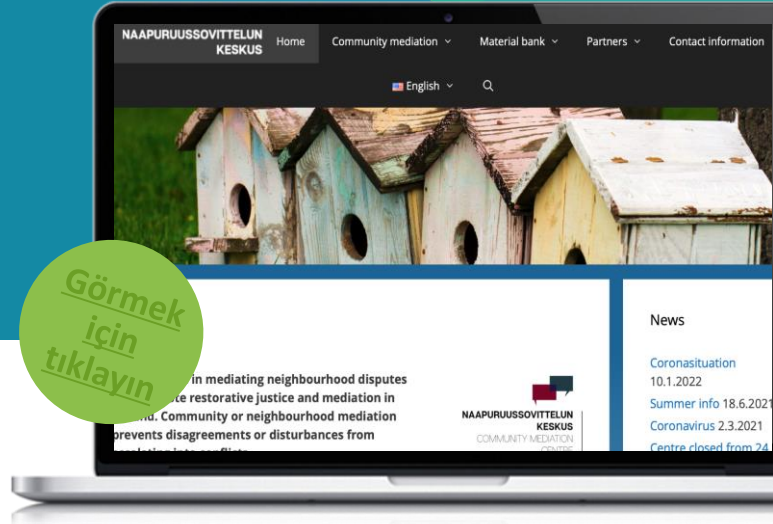 NAAPURUUSSOVITTELUN
KESKUS
Home
Community mediation
Material bank
Partners
Contact information
English
Görmek
için
tıklayın
in mediating neighbourhood disputes
restorative justice and mediation in
Community or neighbourhood mediation
prevents disagreements or disturbances from
NAAPURUUSSOVITTELUN
KESKUS
COMMUNITY MEDIATION
CENTRE
News
Coronasituation
10.1.2022
Summer info 18.6.2021
Coronavirus 2.3.2021
Centre closed from 24